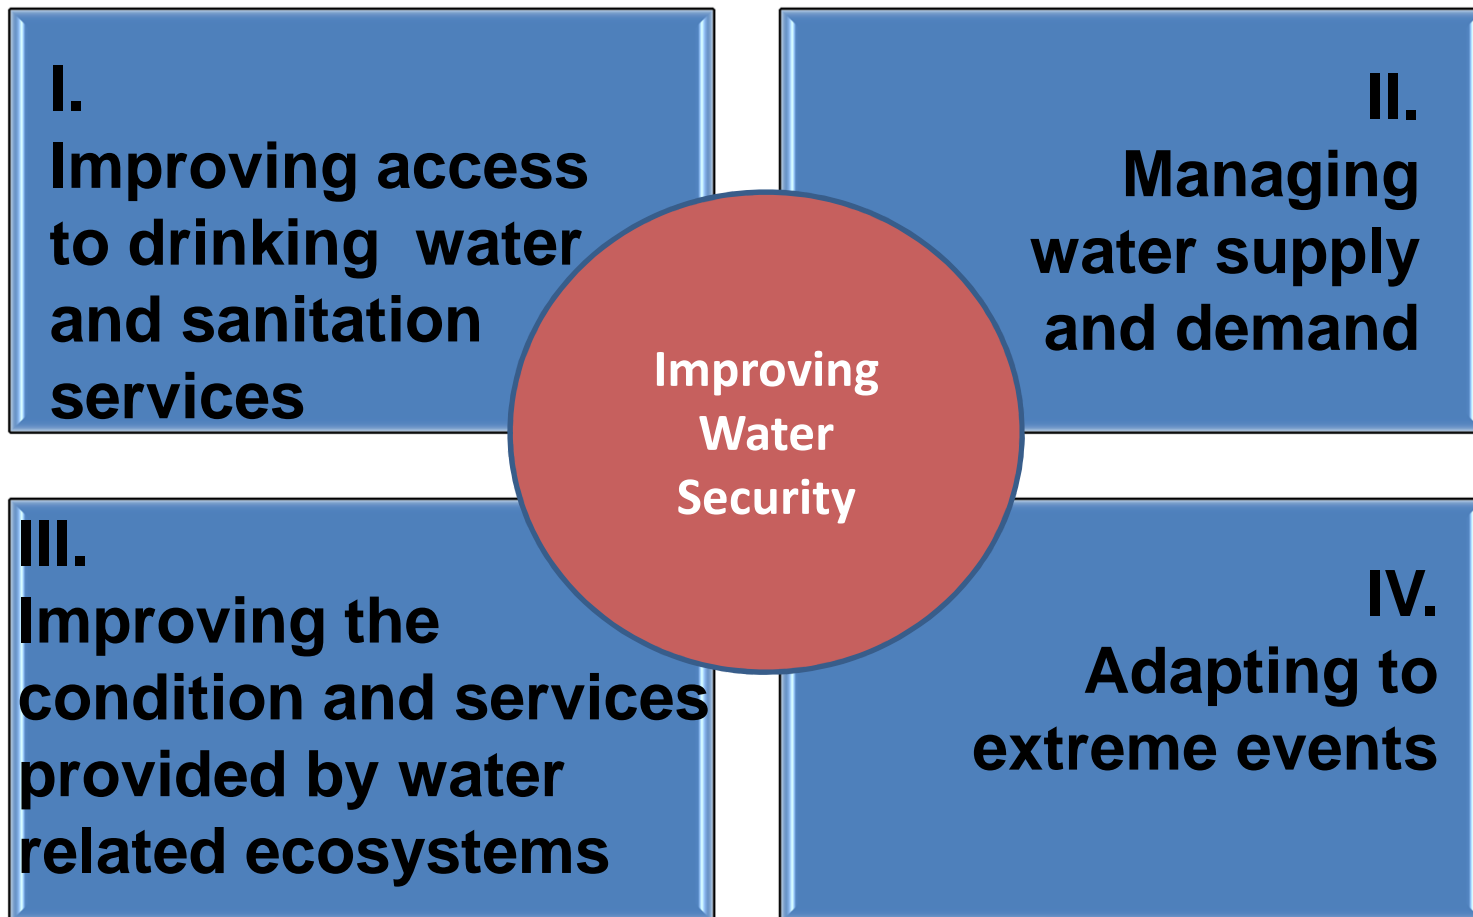 I.
Improving access
to drinking water
and sanitation
services
II.
Managing
water supply
and demand
Improving
Water
Security
III.
Improving the
condition and services
provided by water
related ecosystems
IV.
Adapting to
extreme events